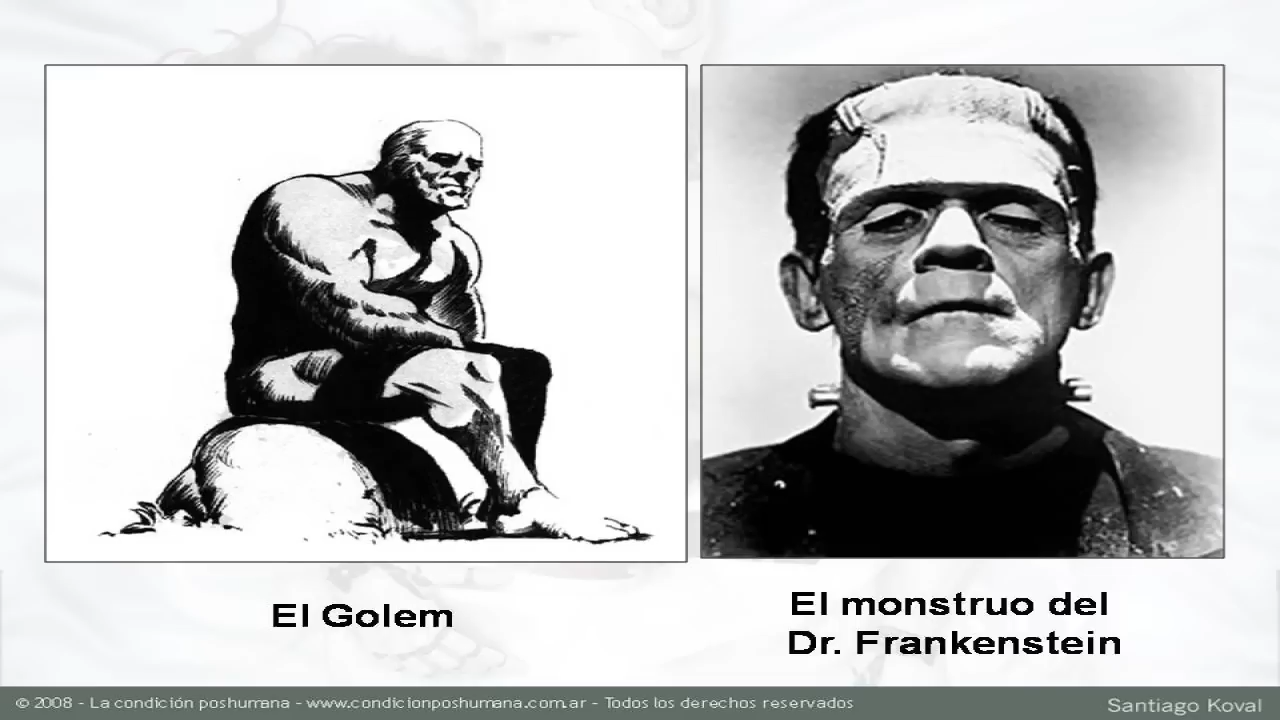 El Golem
El monstruo del
Dr. Frankenstein
© 2008 - La condición poshumana - www.condicionposhumana.com.ar - Todos los derechos reservados
Santiago Koval